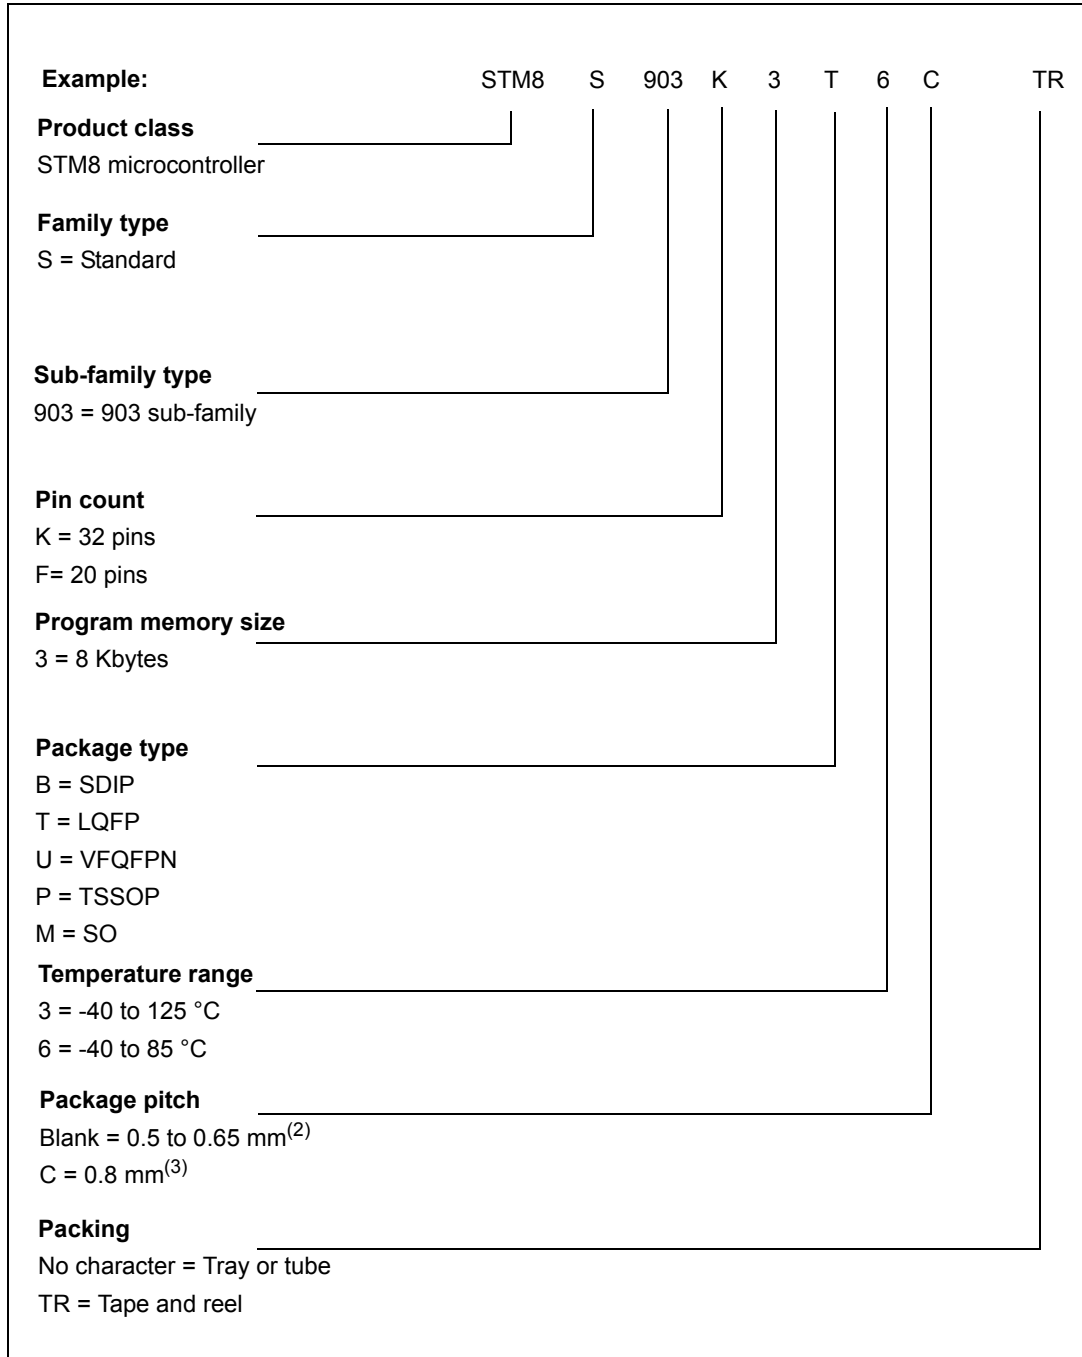 Example: STM8 S 903 K 3 T 6 C TR
Product class
STM8 microcontroller
Family type
S = Standard
Sub-family type
903 = 903 sub-family
Pin count
K = 32 pins
F= 20 pins
Program memory size
3 = 8 Kbytes
Package type
B = SDIP
T = LQFP
U = VFQFPN
P = TSSOP
M = SO
Temperature range
3 = -40 to 125 °C
6 = -40 to 85 °C
Package pitch
Blank = 0.5 to 0.65 mm(2)
C = 0.8 mm(3)
Packing
No character = Tray or tube
TR = Tape and reel